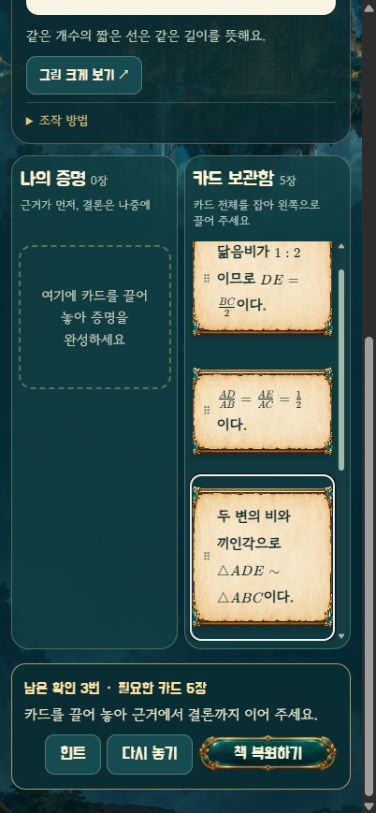 같은 개수의 짧은 선은 같은 길이를 뜻해요.
그림 크게 보기 ↗
▶ 조작 방법
나의 증명 0장
근거가 먼저, 결론은 나중에
여기에 카드를 끌어
놓아 증명을
완성하세요
카드 보관함 5장
카드 전체를 잡아 왼쪽으로
끌어 주세요
닮음비가 1 : 2
이므로 DE =
BC/2이다.
AD/AB = AE/AC = 1/2
이다.
두 변의 비와
끼인각으로
△ADE ∼
△ABC이다.
남은 확인 3번 · 필요한 카드 5장
카드를 끌어 놓아 근거에서 결론까지 이어 주세요.
힌트
다시 놓기
책 복원하기